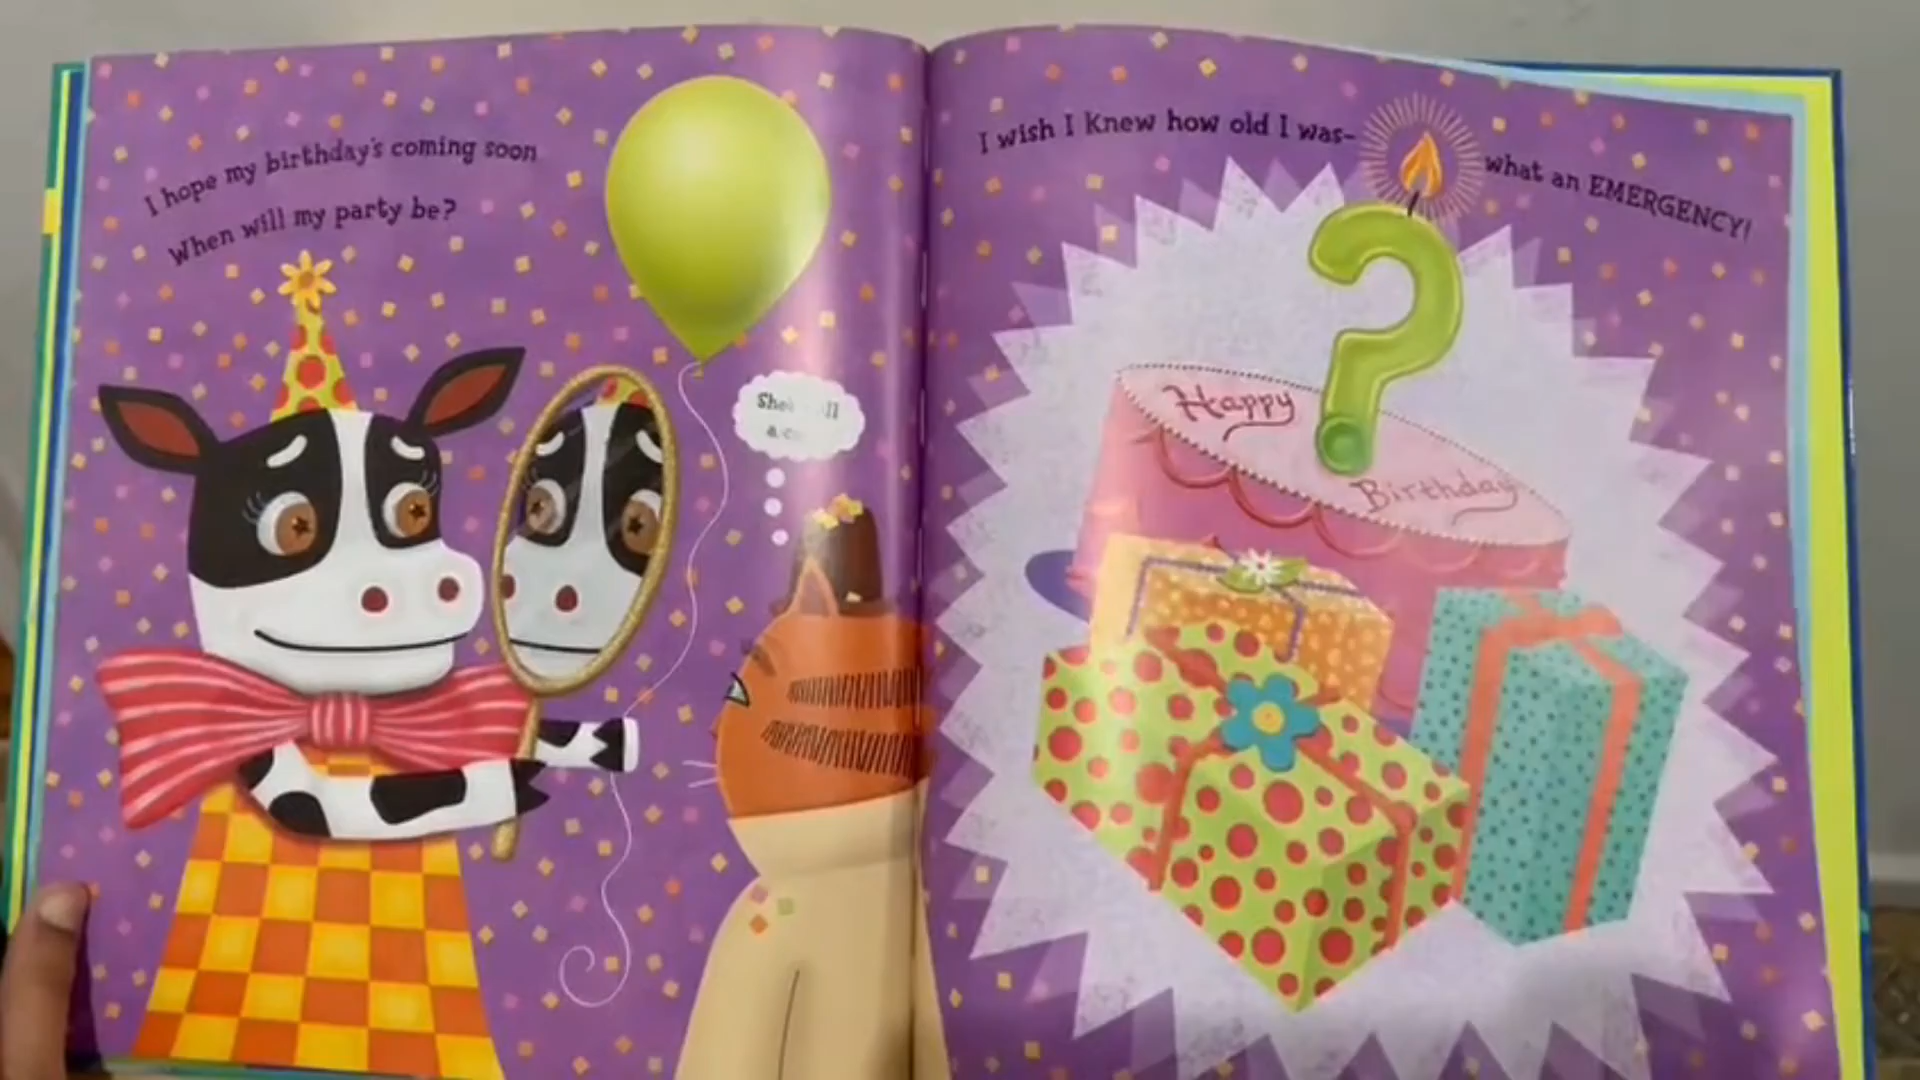 I hope my birthday's coming soon
When will my party be?
I wish I knew how old I was-
what an EMERGENCY!
Happy
Birthday